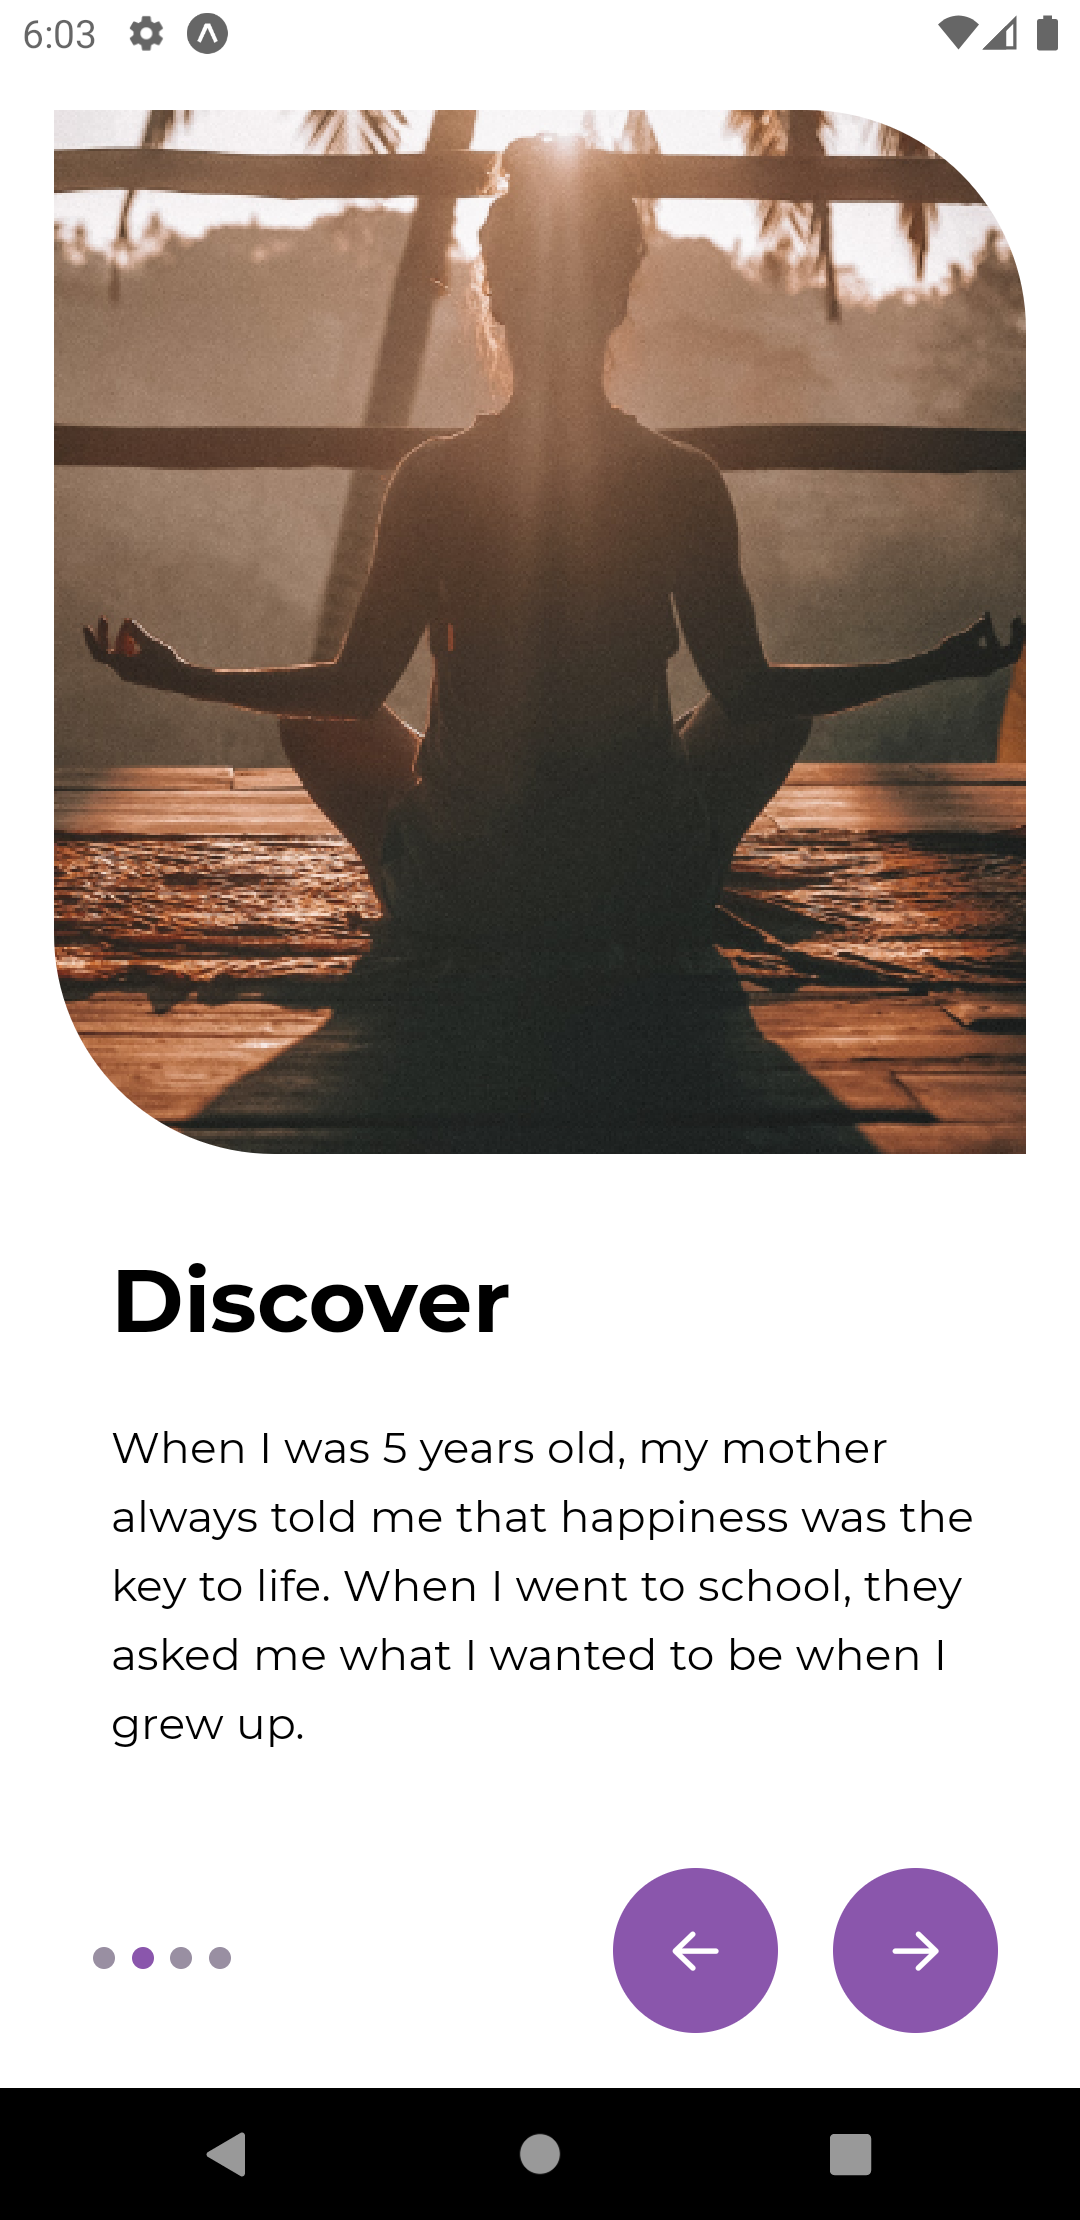 6:03
Discover
When I was 5 years old, my mother
always told me that happiness was the
key to life. When I went to school, they
asked me what I wanted to be when I
grew up.